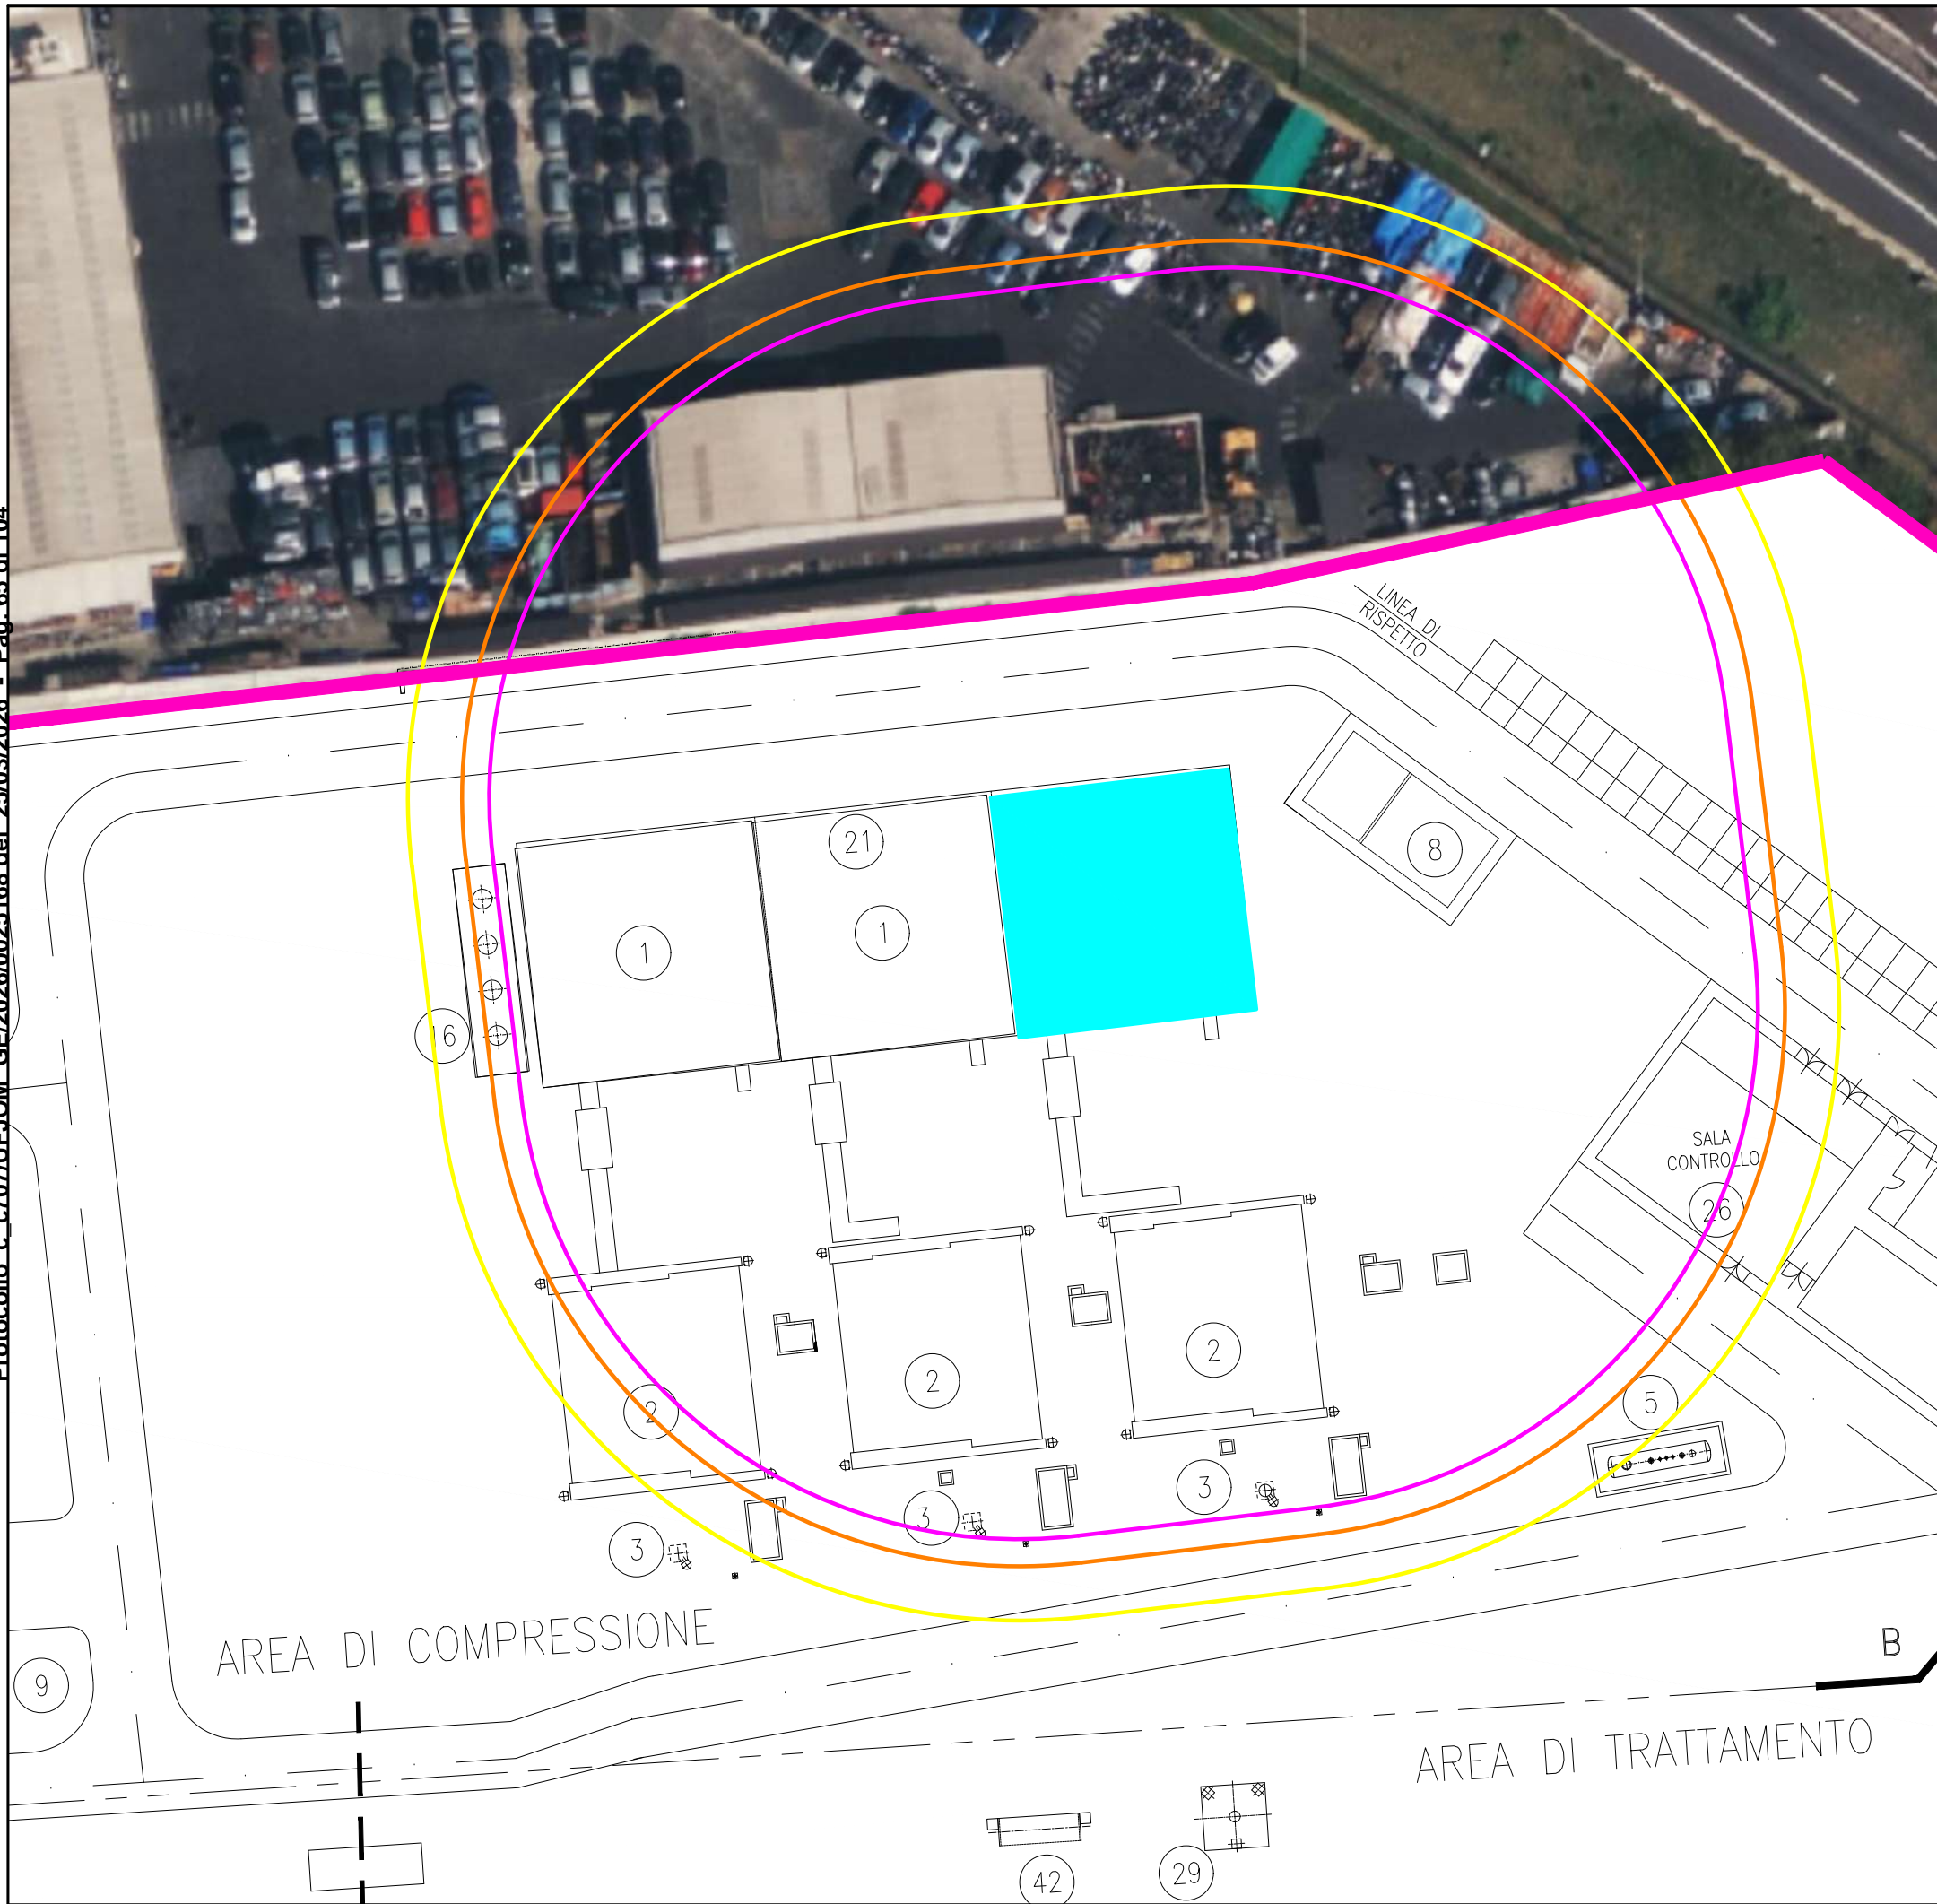 LINEA DI
RISPETTO
21
8
1
1
16
SALA
CONTROLLO
26
2
2
2
5
3
3
3
AREA DI COMPRESSIONE
B
9
AREA DI TRATTAMENTO
42
29